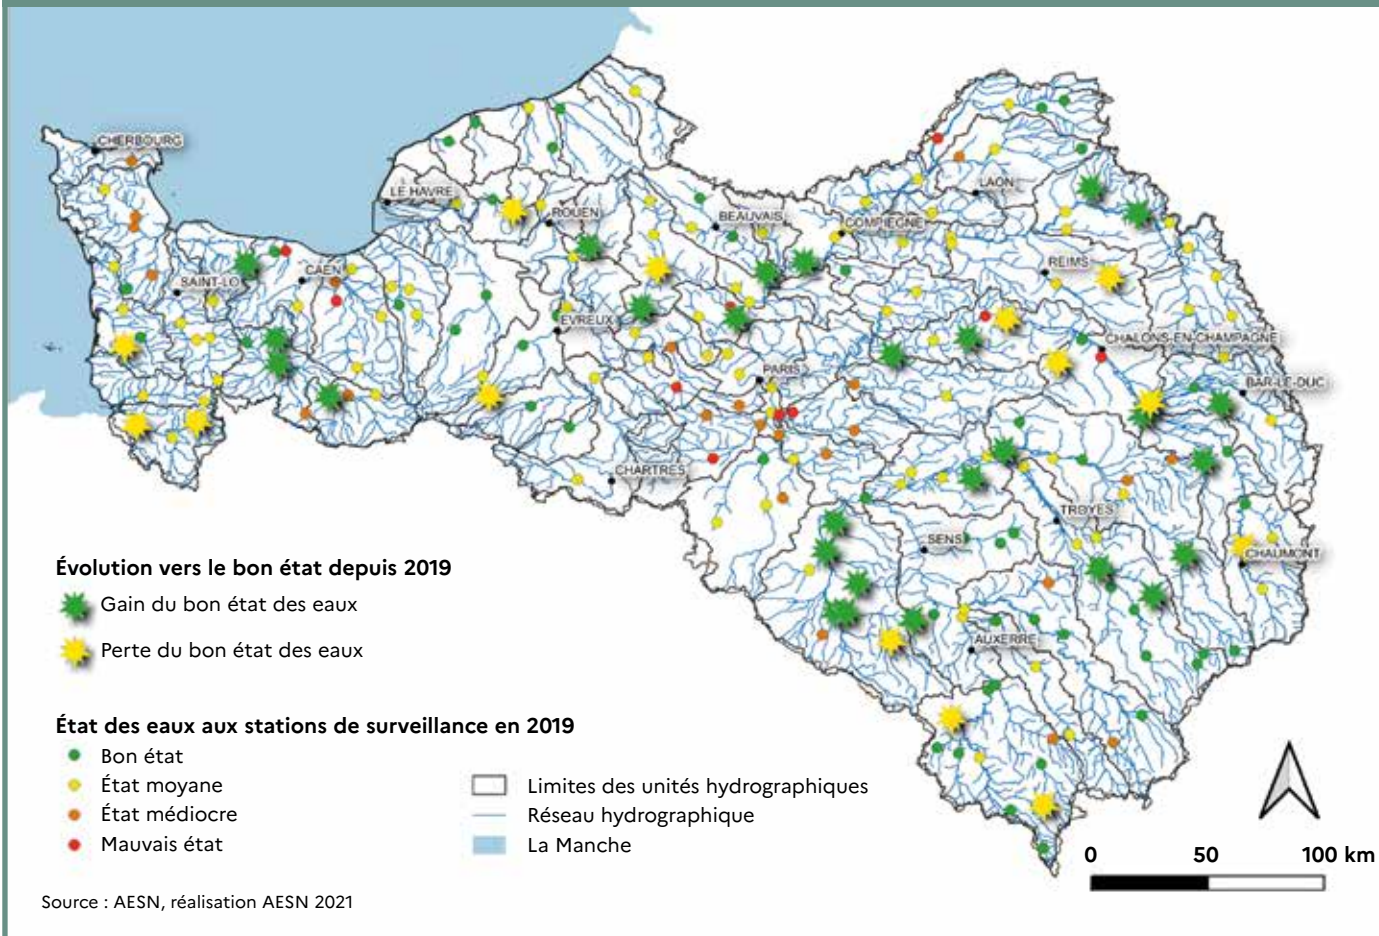 CHERBOURG
LE HAVRE
ROUEN
BEAUVAIS
COMPIEGNE
LAON
SAINT-LO
CAEN
REIMS
EVREUX
CHALONS-EN-CHAMPAGNE
PARIS
BAR-LE-DUC
CHARTRES
TROYES
SENS
CHAUMONT
AUXERRE
Évolution vers le bon état depuis 2019
Gain du bon état des eaux
Perte du bon état des eaux
État des eaux aux stations de surveillance en 2019
Bon état
État moyane
État médiocre
Mauvais état
Limites des unités hydrographiques
Réseau hydrographique
La Manche
0 50 100 km
Source : AESN, réalisation AESN 2021